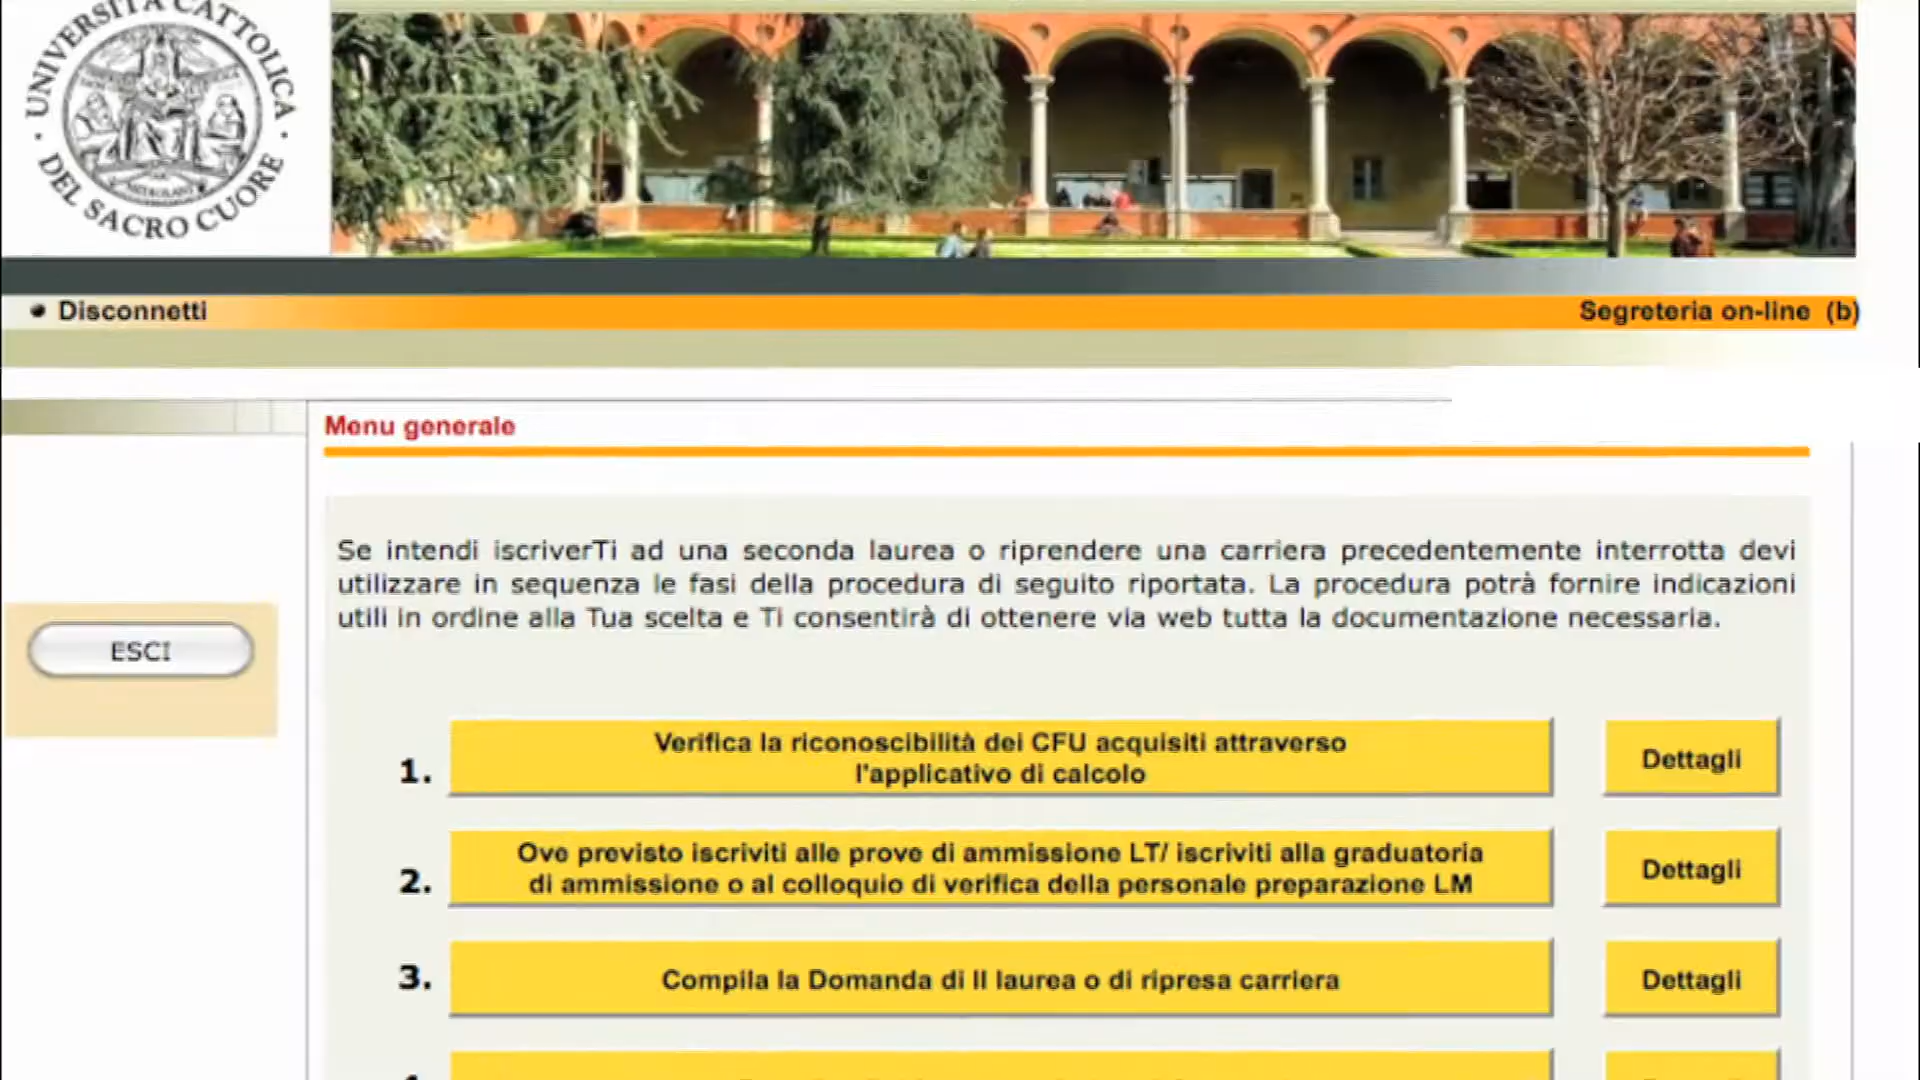 UNIVERSITÀ CATTOLICA
DEL SACRO CUORE
Disconnetti
Segreteria on-line (b)
Menu generale
Se intendi iscriverTi ad una seconda laurea o riprendere una carriera precedentemente interrotta devi
utilizzare in sequenza le fasi della procedura di seguito riportata. La procedura potrà fornire indicazioni
utili in ordine alla Tua scelta e Ti consentirà di ottenere via web tutta la documentazione necessaria.
ESCI
1. Verifica la riconoscibilità dei CFU acquisiti attraverso
l'applicativo di calcolo
Dettagli
2. Ove previsto iscriviti alle prove di ammissione LT/ iscriviti alla graduatoria
di ammissione o al colloquio di verifica della personale preparazione LM
Dettagli
3. Compila la Domanda di II laurea o di ripresa carriera
Dettagli